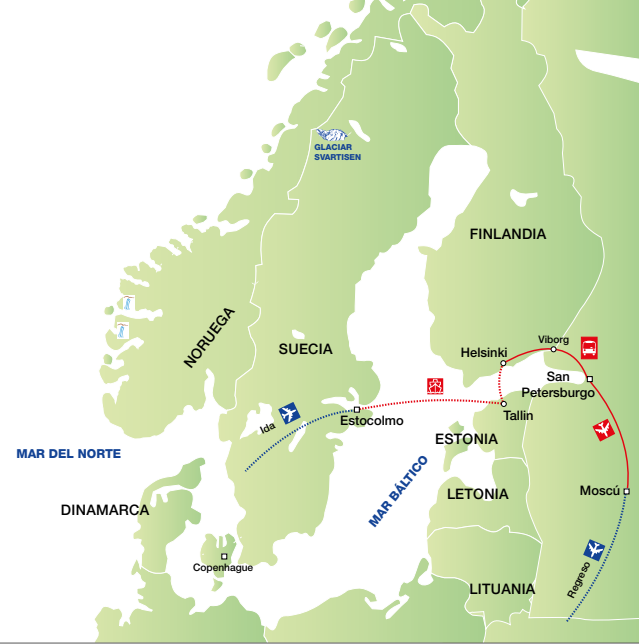 GLACIAR
SVARTISEN
FINLANDIA
NORUEGA
SUECIA
Viborg
Helsinki
San
Petersburgo
Ida
Estocolmo
Tallin
ESTONIA
MAR DEL NORTE
MAR BÁLTICO
LETONIA
Moscú
DINAMARCA
Copenhague
Regreso
LITUANIA